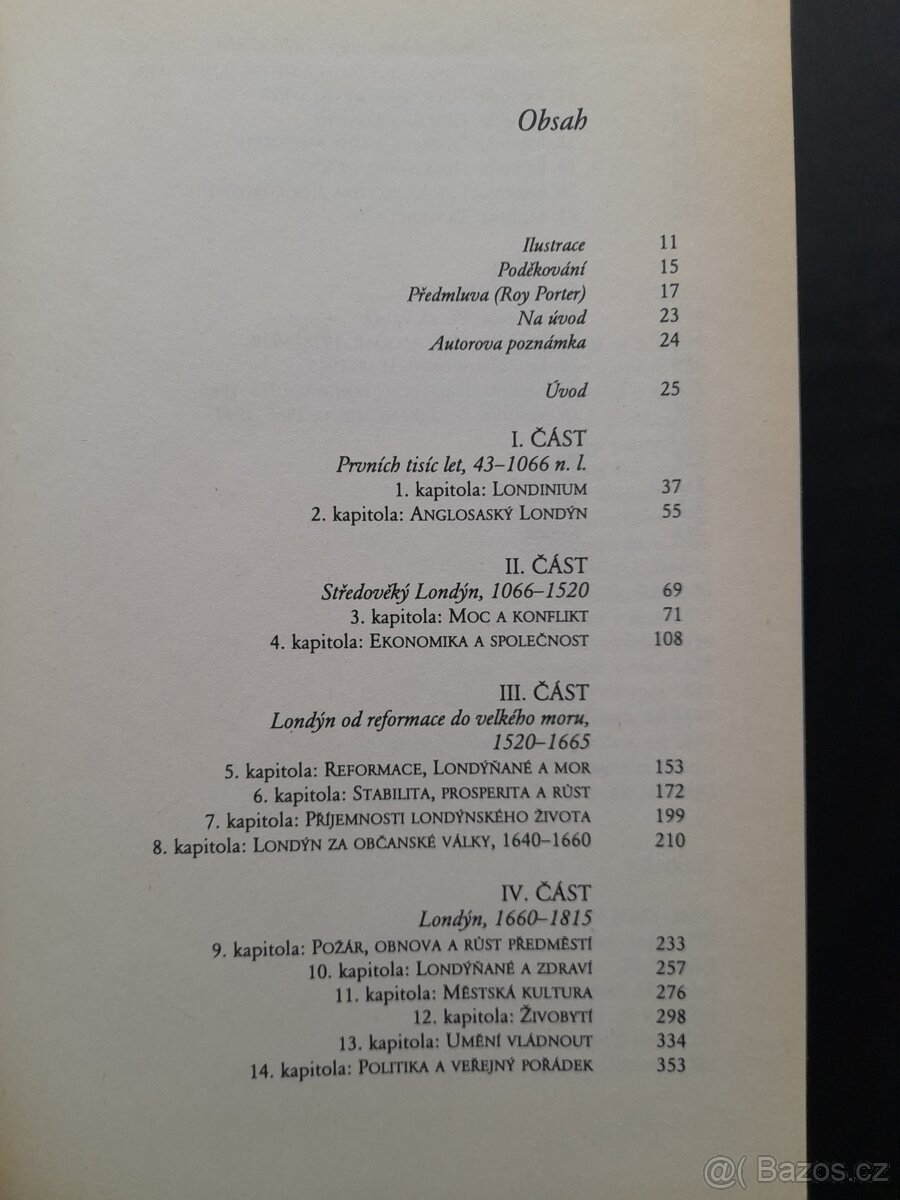 Obsah
Ilustrace 11
Poděkování 15
Předmluva (Roy Porter) 17
Na úvod 23
Autorova poznámka 24
Úvod 25
I. ČÁST
Prvních tisíc let, 43–1066 n. l.
1. kapitola: LONDINIUM 37
2. kapitola: ANGLOSASKÝ LONDÝN 55
II. ČÁST
Středověký Londýn, 1066–1520 69
3. kapitola: MOC A KONFLIKT 71
4. kapitola: EKONOMIKA A SPOLEČNOST 108
III. ČÁST
Londýn od reformace do velkého moru,
1520–1665
5. kapitola: REFORMACE, LONDÝŇANÉ A MOR 153
6. kapitola: STABILITA, PROSPERITA A RŮST 172
7. kapitola: PŘÍJEMNOSTI LONDÝNSKÉHO ŽIVOTA 199
8. kapitola: LONDÝN ZA OBČANSKÉ VÁLKY, 1640–1660 210
IV. ČÁST
Londýn, 1660–1815
9. kapitola: POŽÁR, OBNOVA A RŮST PŘEDMĚSTÍ 233
10. kapitola: LONDÝŇANÉ A ZDRAVÍ 257
11. kapitola: MĚSTSKÁ KULTURA 276
12. kapitola: ŽIVOBYTÍ 298
13. kapitola: UMĚNÍ VLÁDNOUT 334
14. kapitola: POLITIKA A VEŘEJNÝ POŘÁDEK 353
@( Bazos.cz